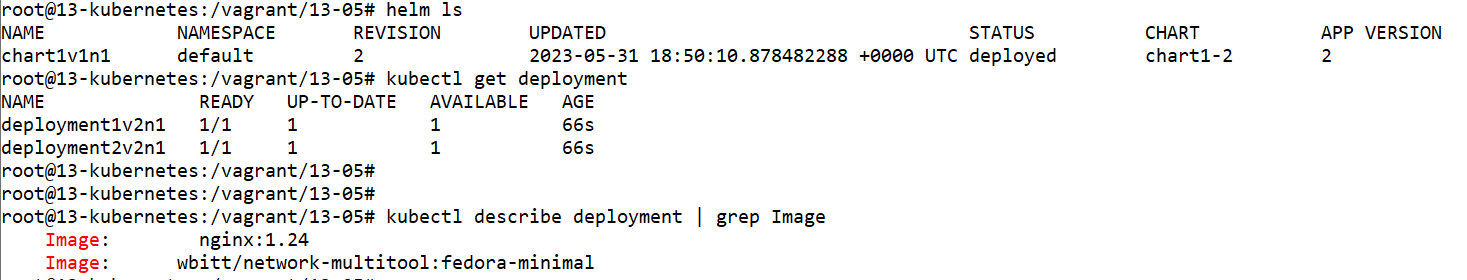 root@13-kubernetes:/vagrant/13-05# helm ls
NAME NAMESPACE REVISION UPDATED STATUS CHART APP VERSION
chart1v1n1 default 2 2023-05-31 18:50:10.878482288 +0000 UTC deployed chart1-2 2
root@13-kubernetes:/vagrant/13-05# kubectl get deployment
NAME READY UP-TO-DATE AVAILABLE AGE
deployment1v2n1 1/1 1 1 66s
deployment2v2n1 1/1 1 1 66s
root@13-kubernetes:/vagrant/13-05#
root@13-kubernetes:/vagrant/13-05#
root@13-kubernetes:/vagrant/13-05# kubectl describe deployment | grep Image
Image: nginx:1.24
Image: wbitt/network-multitool:fedora-minimal